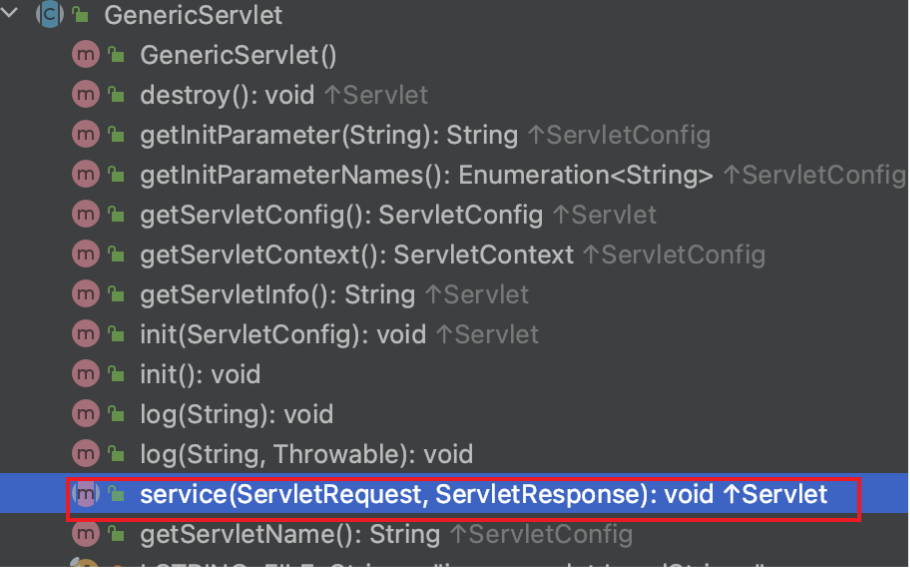 GenericServlet
GenericServlet()
destroy(): void ↑Servlet
getInitParameter(String): String ↑ServletConfig
getInitParameterNames(): Enumeration<String> ↑ServletConfig
getServletConfig(): ServletConfig ↑Servlet
getServletContext(): ServletContext ↑ServletConfig
getServletInfo(): String ↑Servlet
init(ServletConfig): void ↑Servlet
init(): void
log(String): void
log(String, Throwable): void
service(ServletRequest, ServletResponse): void ↑Servlet
getServletName(): String ↑ServletConfig